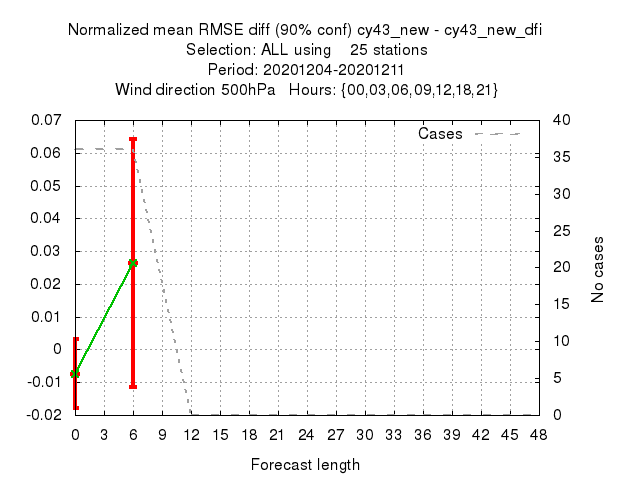 Normalized mean RMSE diff (90% conf) cy43_new - cy43_new_dfi
Selection: ALL using    25 stations
Period: 20201204-20201211
Wind direction 500hPa   Hours: {00,03,06,09,12,18,21}
0.07
0.06
0.05
0.04
0.03
0.02
0.01
0
-0.01
-0.02
Cases
40
35
30
25
20
15
10
5
0
No cases
0 3 6 9 12 15 18 21 24 27 30 33 36 39 42 45 48
Forecast length